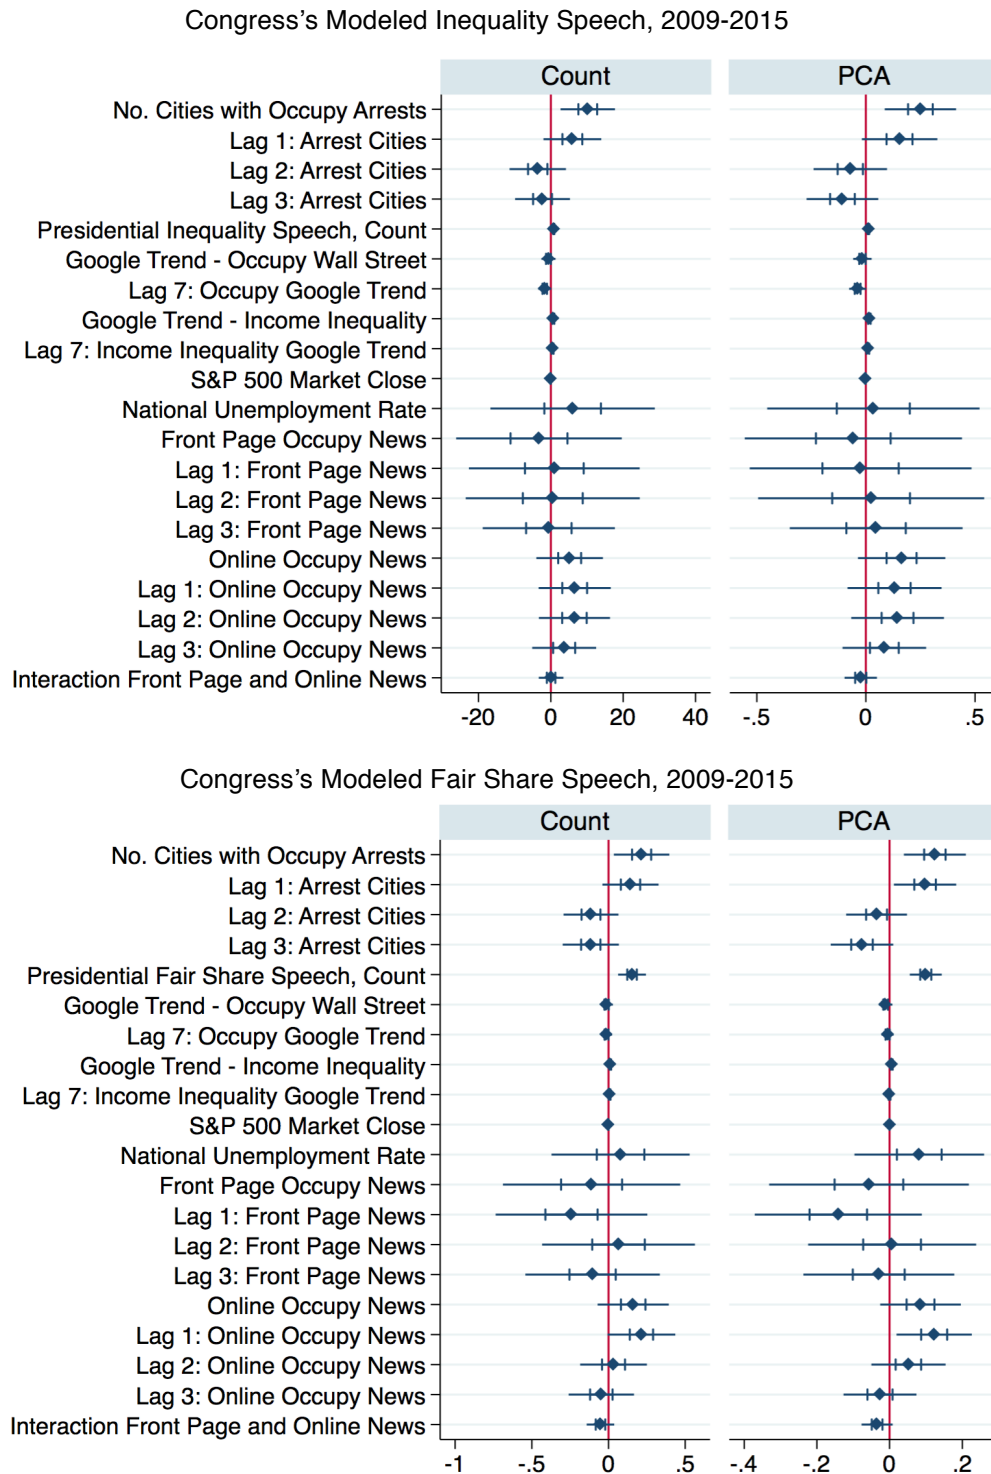 Congress’s Modeled Inequality Speech, 2009-2015
Count PCA
No. Cities with Occupy Arrests
Lag 1: Arrest Cities
Lag 2: Arrest Cities
Lag 3: Arrest Cities
Presidential Inequality Speech, Count
Google Trend - Occupy Wall Street
Lag 7: Occupy Google Trend
Google Trend - Income Inequality
Lag 7: Income Inequality Google Trend
S&P 500 Market Close
National Unemployment Rate
Front Page Occupy News
Lag 1: Front Page News
Lag 2: Front Page News
Lag 3: Front Page News
Online Occupy News
Lag 1: Online Occupy News
Lag 2: Online Occupy News
Lag 3: Online Occupy News
Interaction Front Page and Online News
-20 0 20 40 -.5 0 .5
Congress’s Modeled Fair Share Speech, 2009-2015
Count PCA
No. Cities with Occupy Arrests
Lag 1: Arrest Cities
Lag 2: Arrest Cities
Lag 3: Arrest Cities
Presidential Fair Share Speech, Count
Google Trend - Occupy Wall Street
Lag 7: Occupy Google Trend
Google Trend - Income Inequality
Lag 7: Income Inequality Google Trend
S&P 500 Market Close
National Unemployment Rate
Front Page Occupy News
Lag 1: Front Page News
Lag 2: Front Page News
Lag 3: Front Page News
Online Occupy News
Lag 1: Online Occupy News
Lag 2: Online Occupy News
Lag 3: Online Occupy News
Interaction Front Page and Online News
-1 -.5 0 .5 -.4 -.2 0 .2